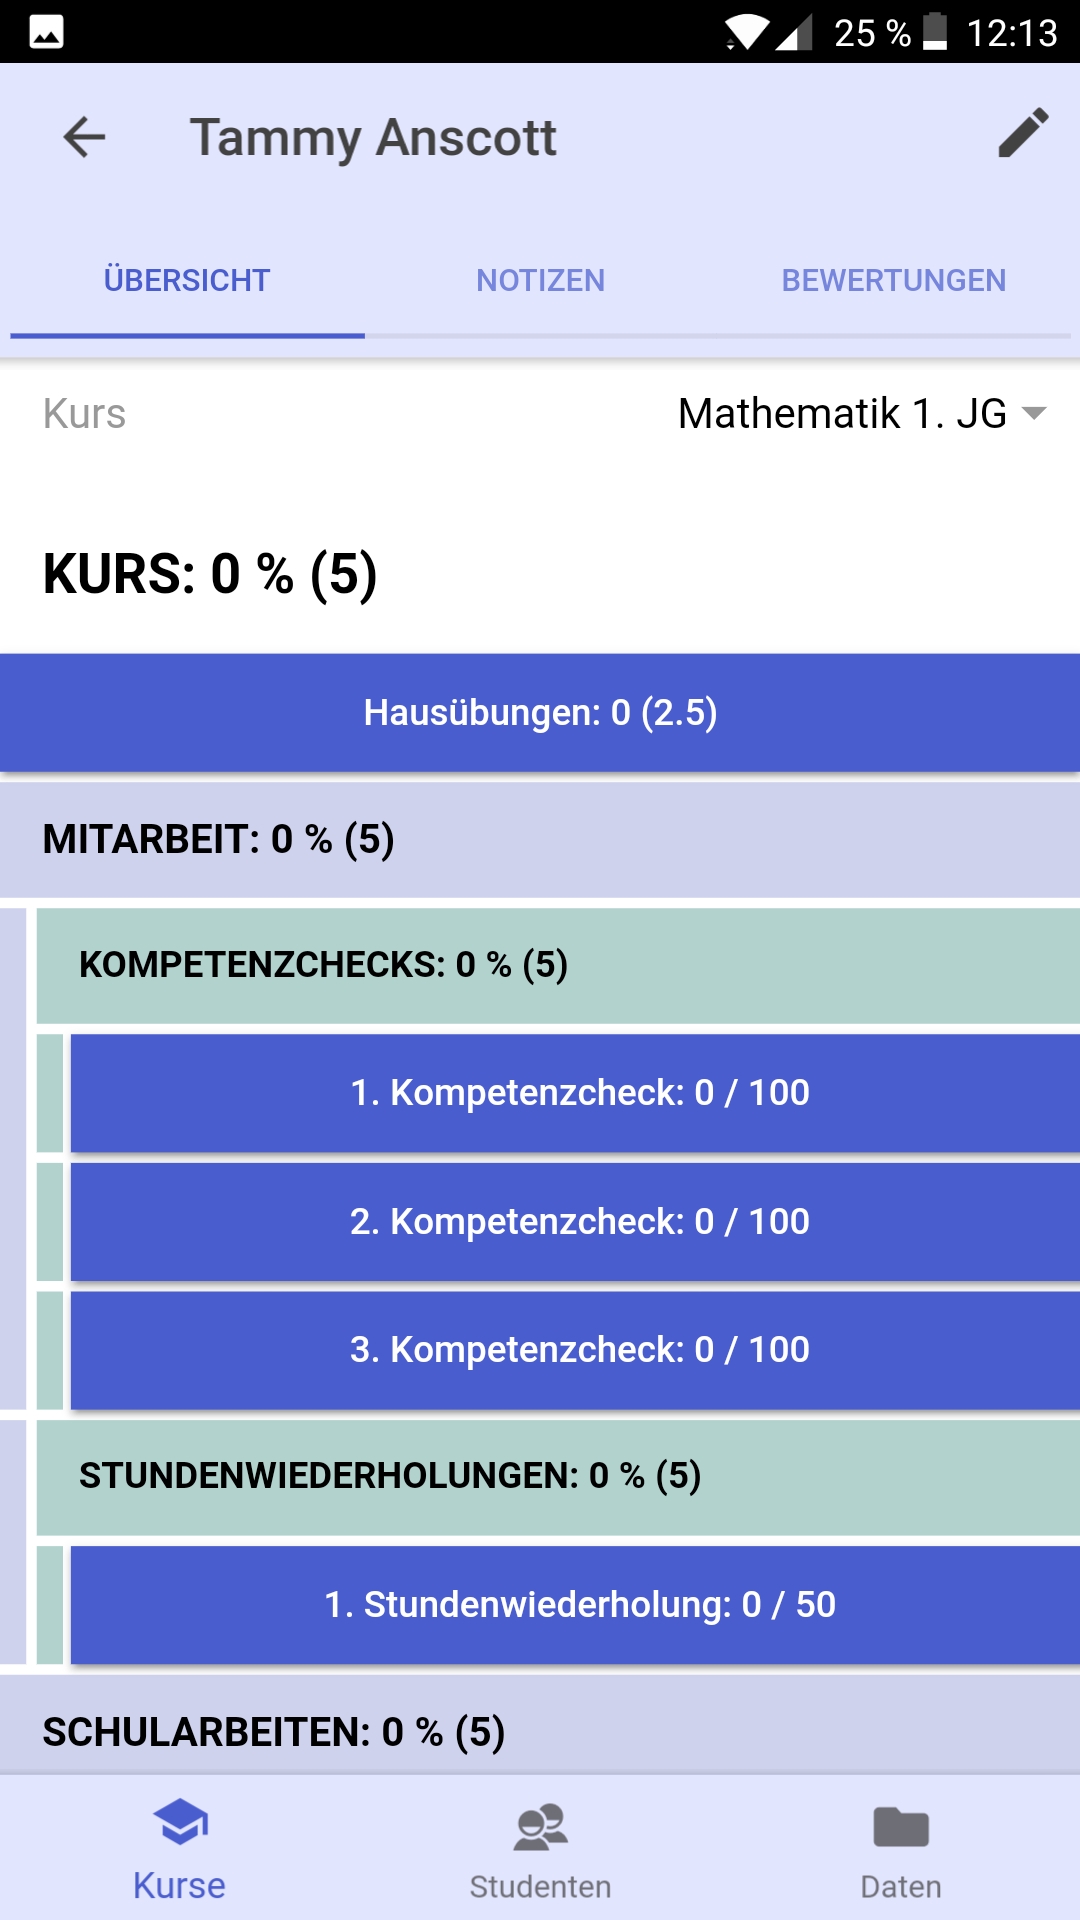 25 % 12:13
Tammy Anscott
ÜBERSICHT NOTIZEN BEWERTUNGEN
Kurs Mathematik 1. JG
KURS: 0 % (5)
Hausübungen: 0 (2.5)
MITARBEIT: 0 % (5)
KOMPETENZCHECKS: 0 % (5)
1. Kompetenzcheck: 0 / 100
2. Kompetenzcheck: 0 / 100
3. Kompetenzcheck: 0 / 100
STUNDENWIEDERHOLUNGEN: 0 % (5)
1. Stundenwiederholung: 0 / 50
SCHULARBEITEN: 0 % (5)
Kurse Studenten Daten